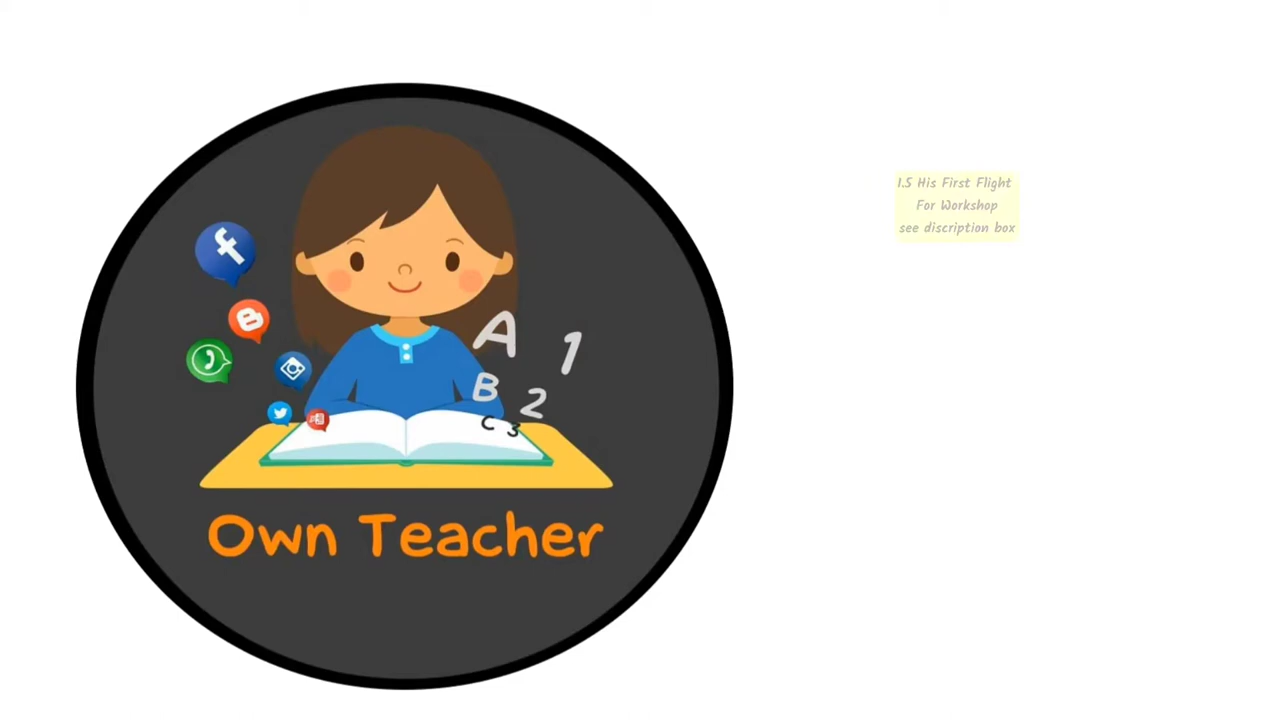 1.5 His First Flight
For Workshop
see discription box
A
1
B
2
C
3
Own Teacher